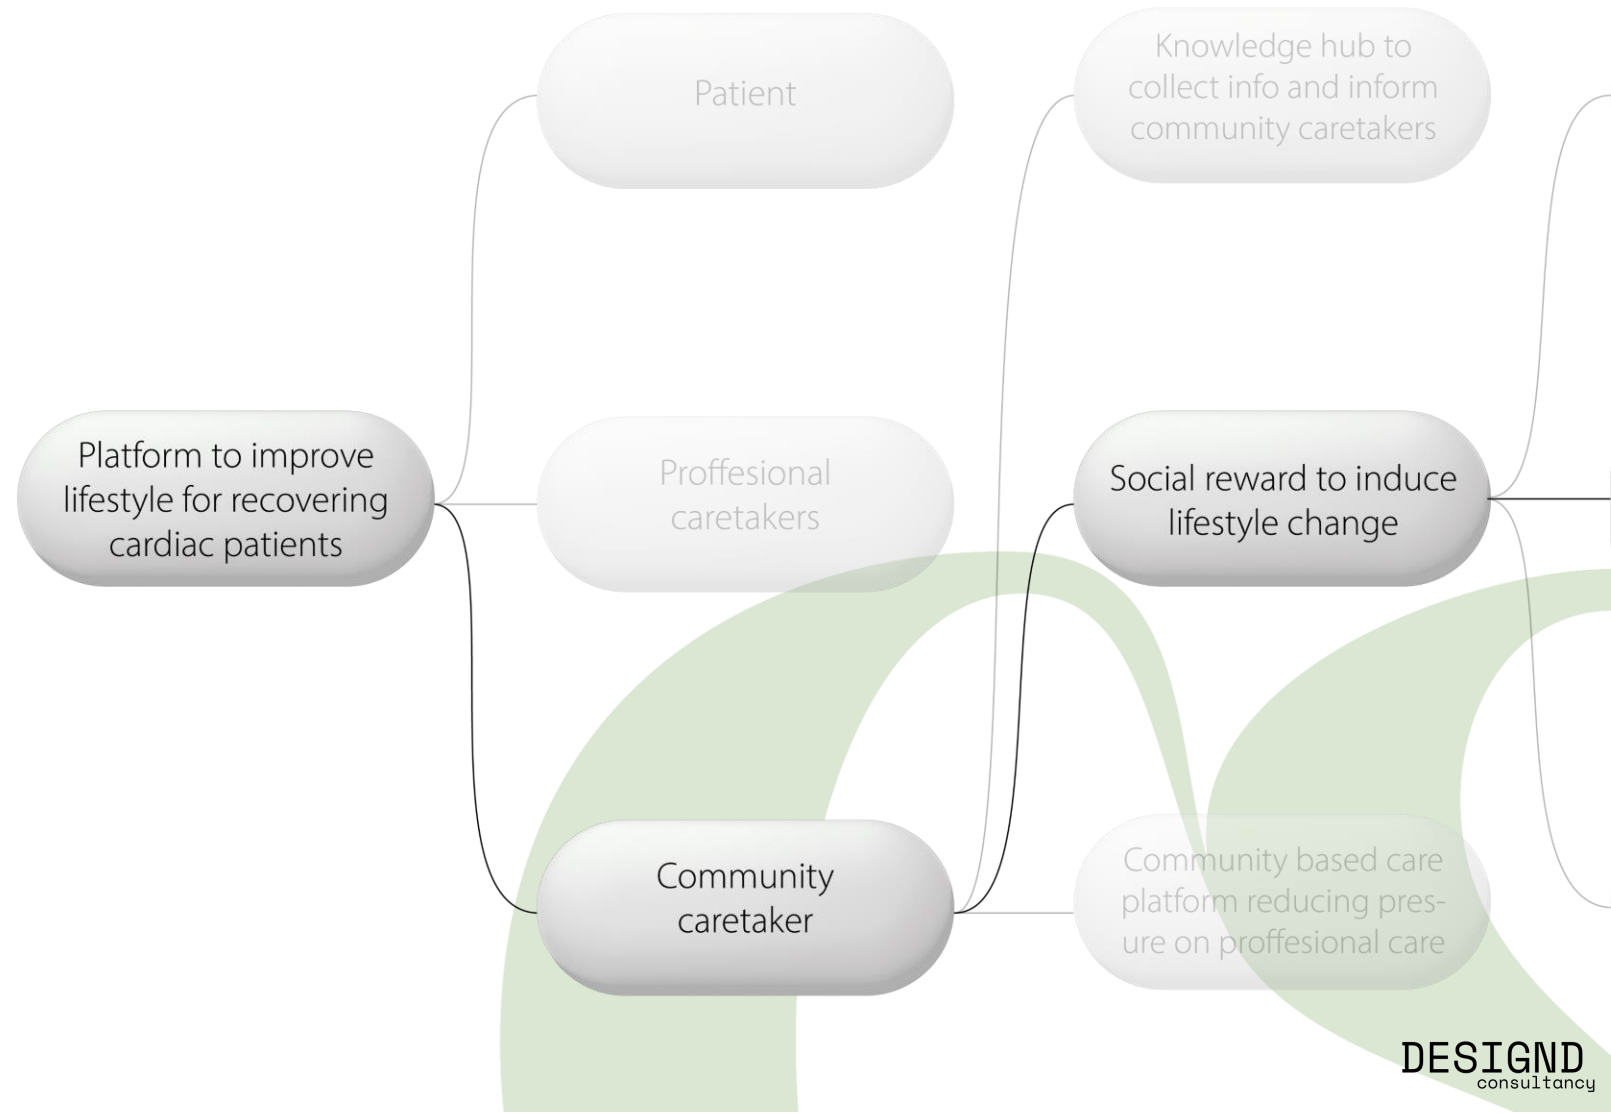 Patient
Knowledge hub to
collect info and inform
community caretakers
Platform to improve
lifestyle for recovering
cardiac patients
Proffesional
caretakers
Social reward to induce
lifestyle change
Community
caretaker
Community based care
platform reducing pres-
ure on proffesional care
DESIGND
consultancy